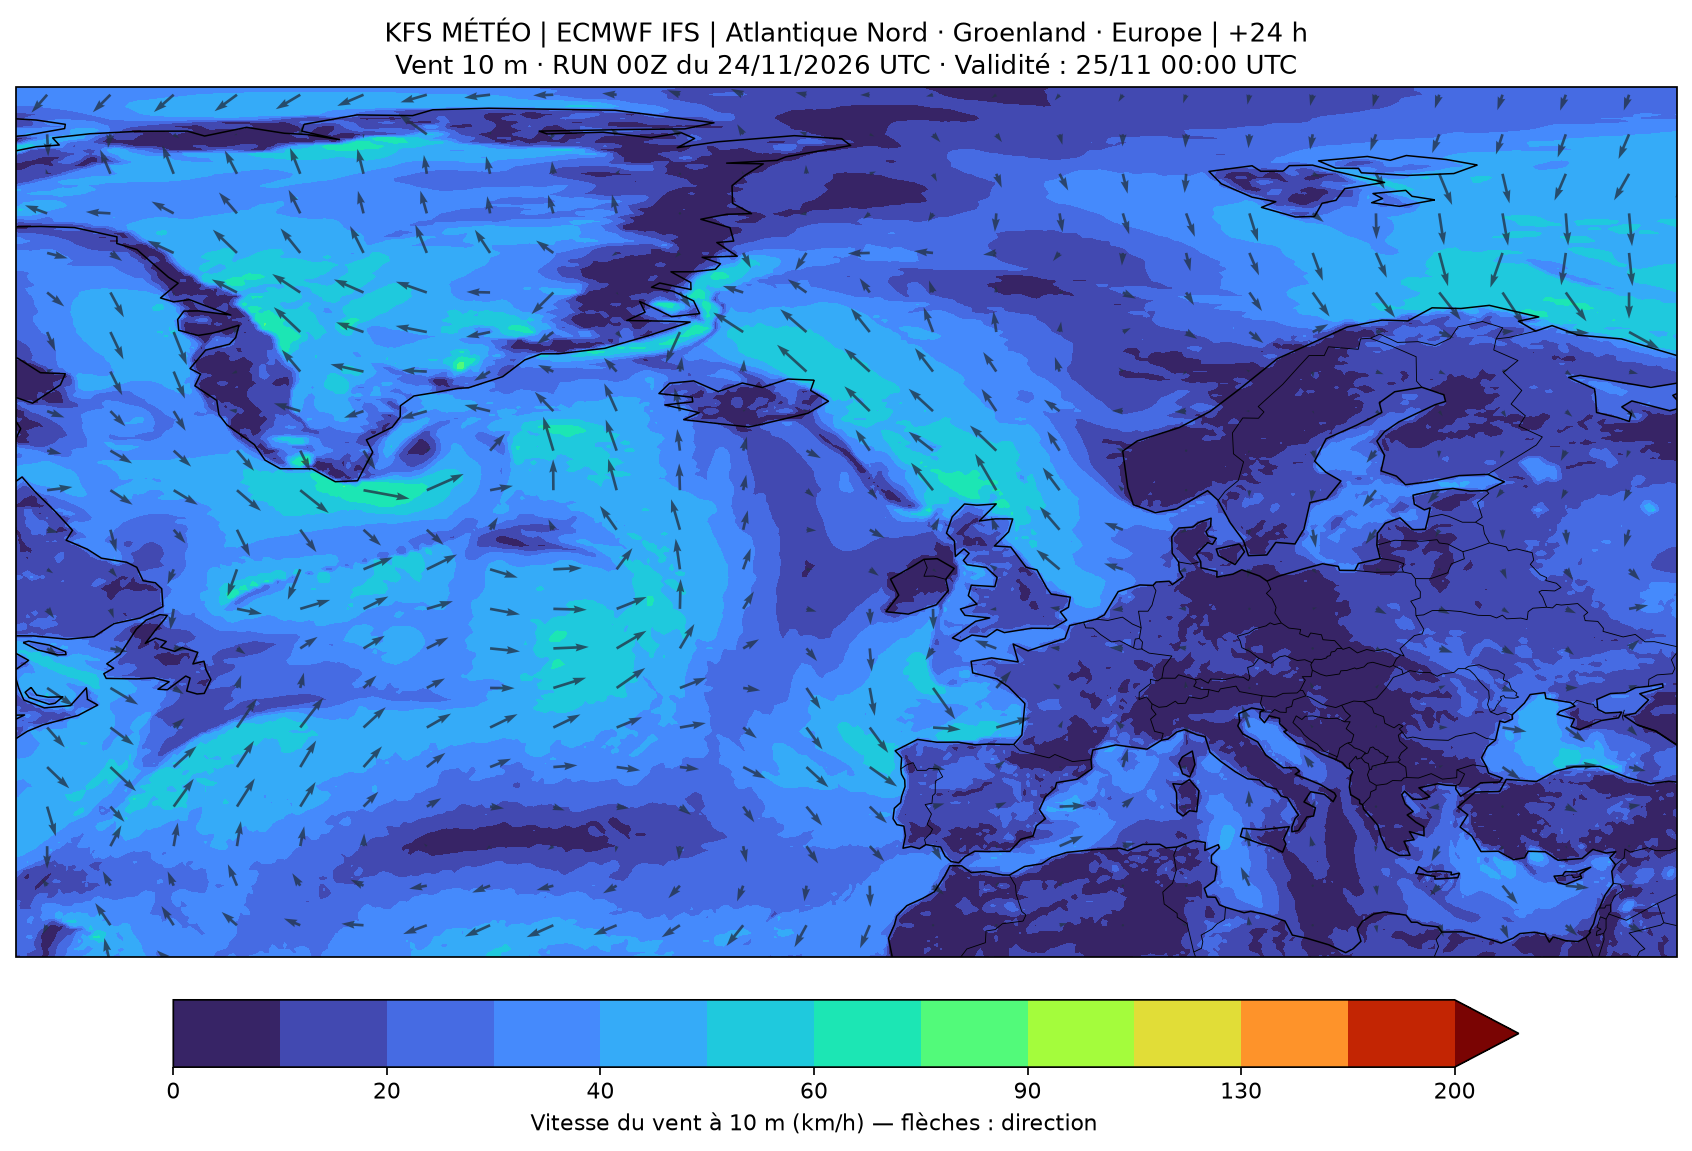 KFS MÉTÉO | ECMWF IFS | Atlantique Nord · Groenland · Europe | +24 h
Vent 10 m · RUN 00Z du 24/11/2026 UTC · Validité : 25/11 00:00 UTC
0 20 40 60 90 130 200
Vitesse du vent à 10 m (km/h) — flèches : direction